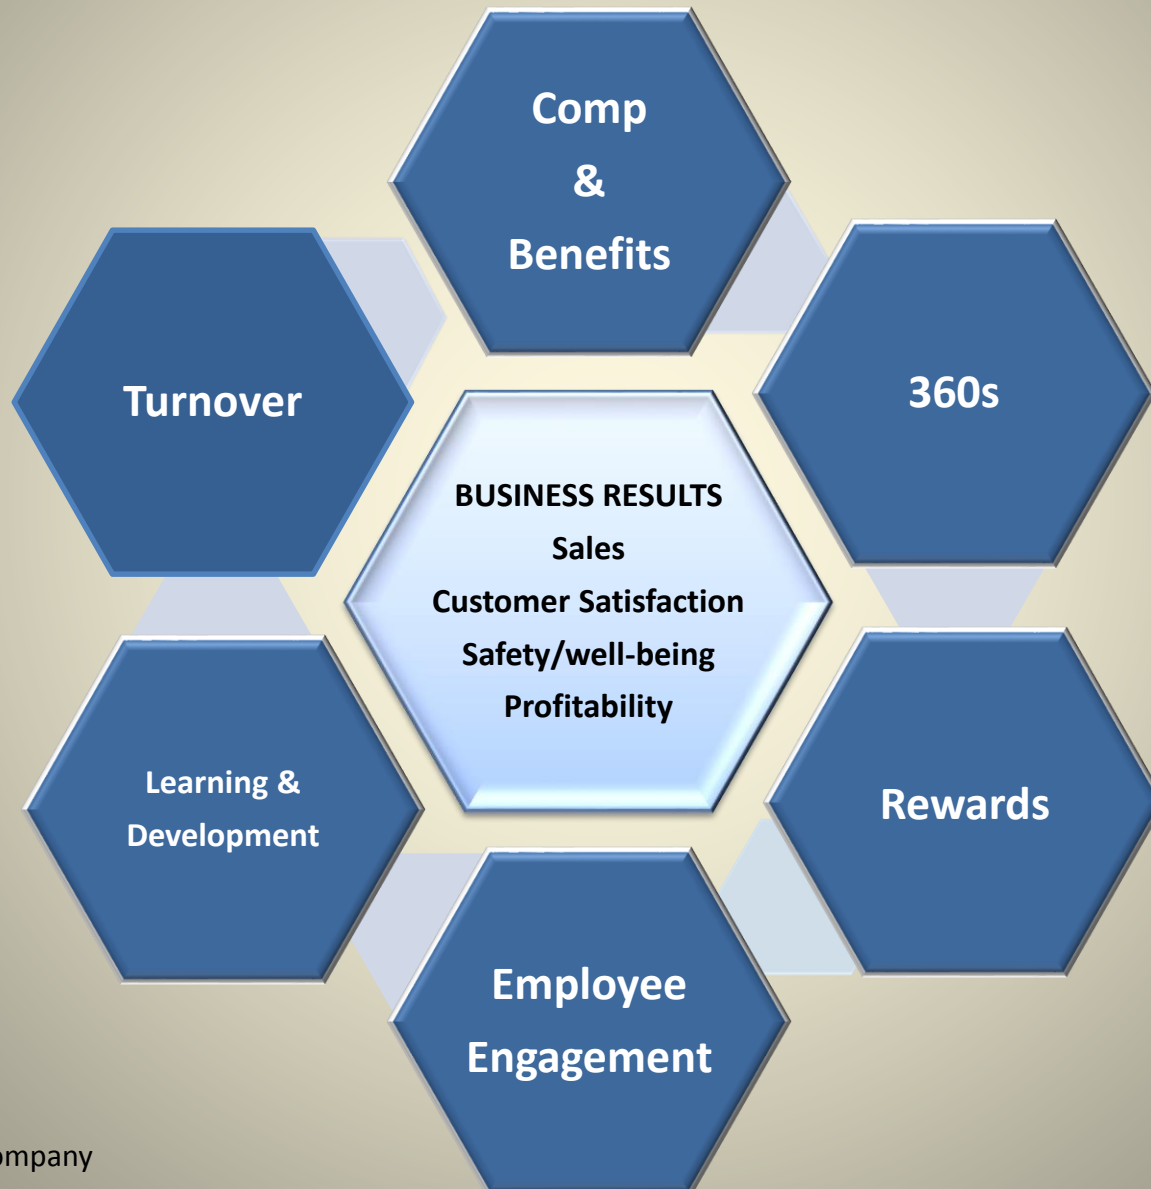 Comp
&
Benefits
360s
Turnover
BUSINESS RESULTS
Sales
Customer Satisfaction
Safety/well-being
Profitability
Learning &
Development
Rewards
Employee
Engagement